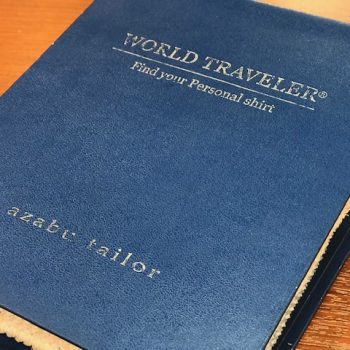 WORLD TRAVELER®
Find your Personal shirt
azabu tailor